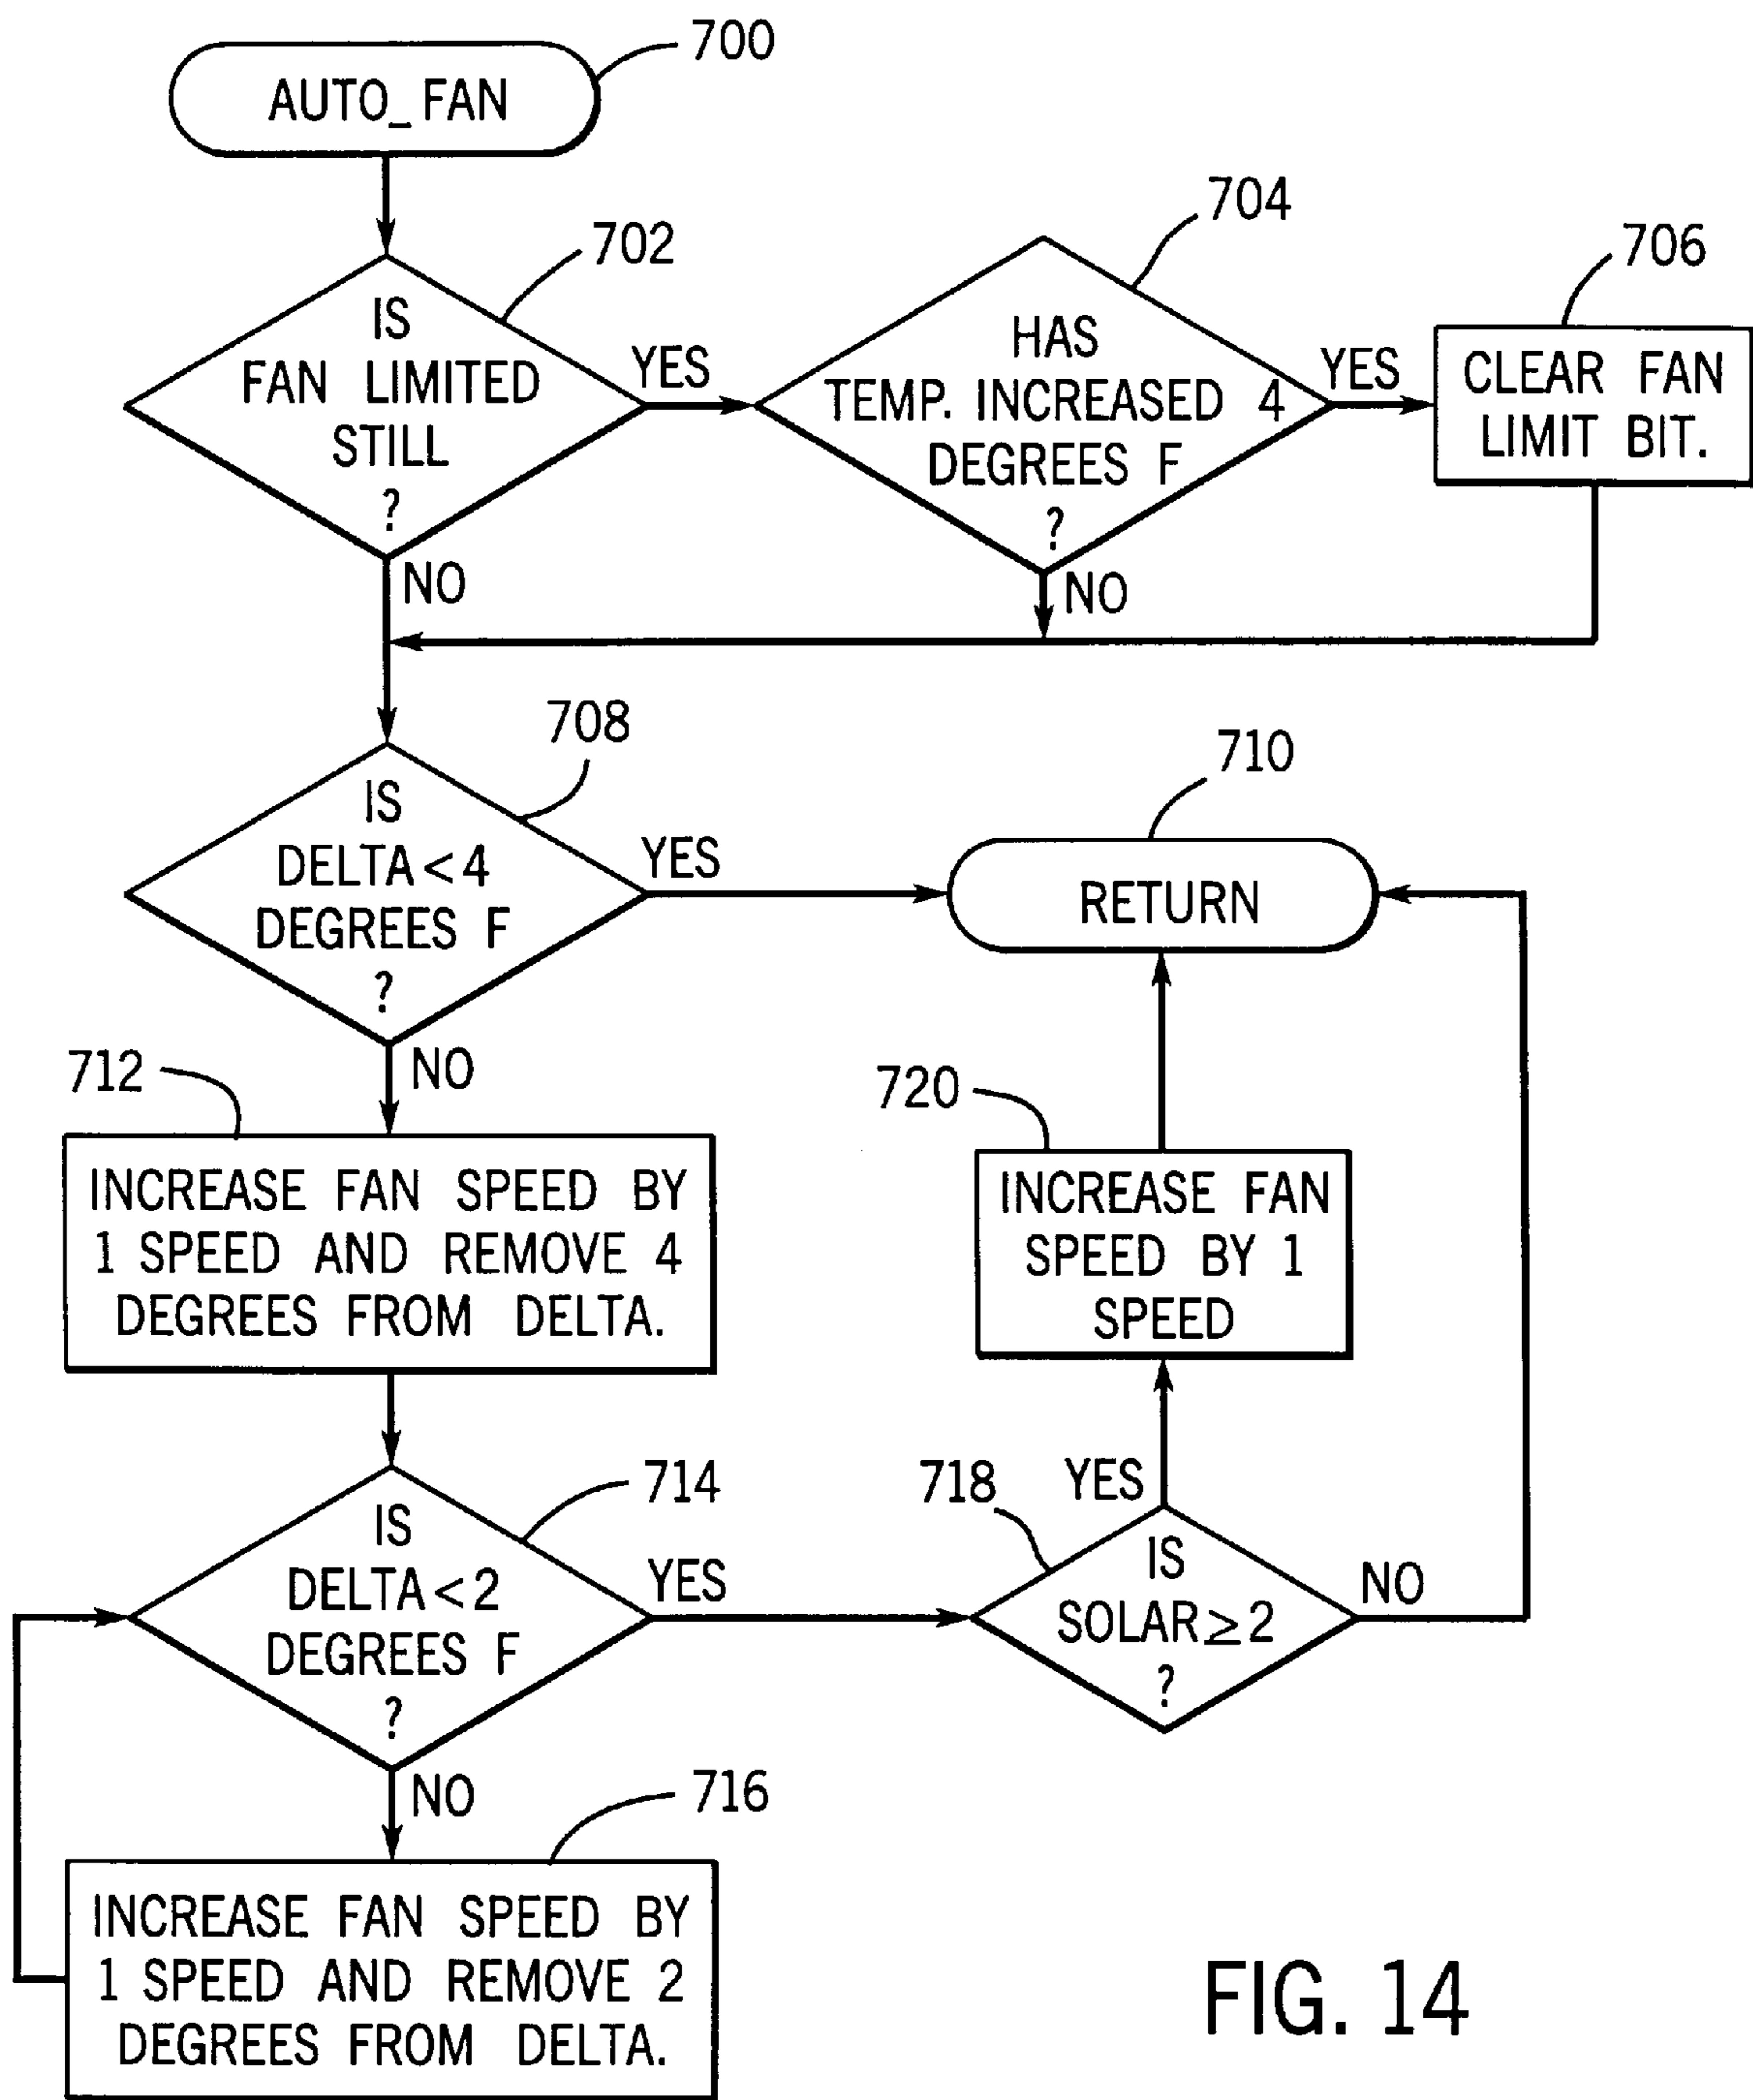 700
AUTO_FAN
702
IS
FAN LIMITED
STILL
?
YES
NO
704
HAS
TEMP. INCREASED 4
DEGREES F
?
YES
NO
706
CLEAR FAN
LIMIT BIT.
708
IS
DELTA<4
DEGREES F
?
YES
NO
710
RETURN
712
INCREASE FAN SPEED BY
1 SPEED AND REMOVE 4
DEGREES FROM DELTA.
720
INCREASE FAN
SPEED BY 1
SPEED
714
IS
DELTA<2
DEGREES F
?
YES
NO
718
YES
IS
SOLAR≥2
?
NO
716
INCREASE FAN SPEED BY
1 SPEED AND REMOVE 2
DEGREES FROM DELTA.
FIG. 14